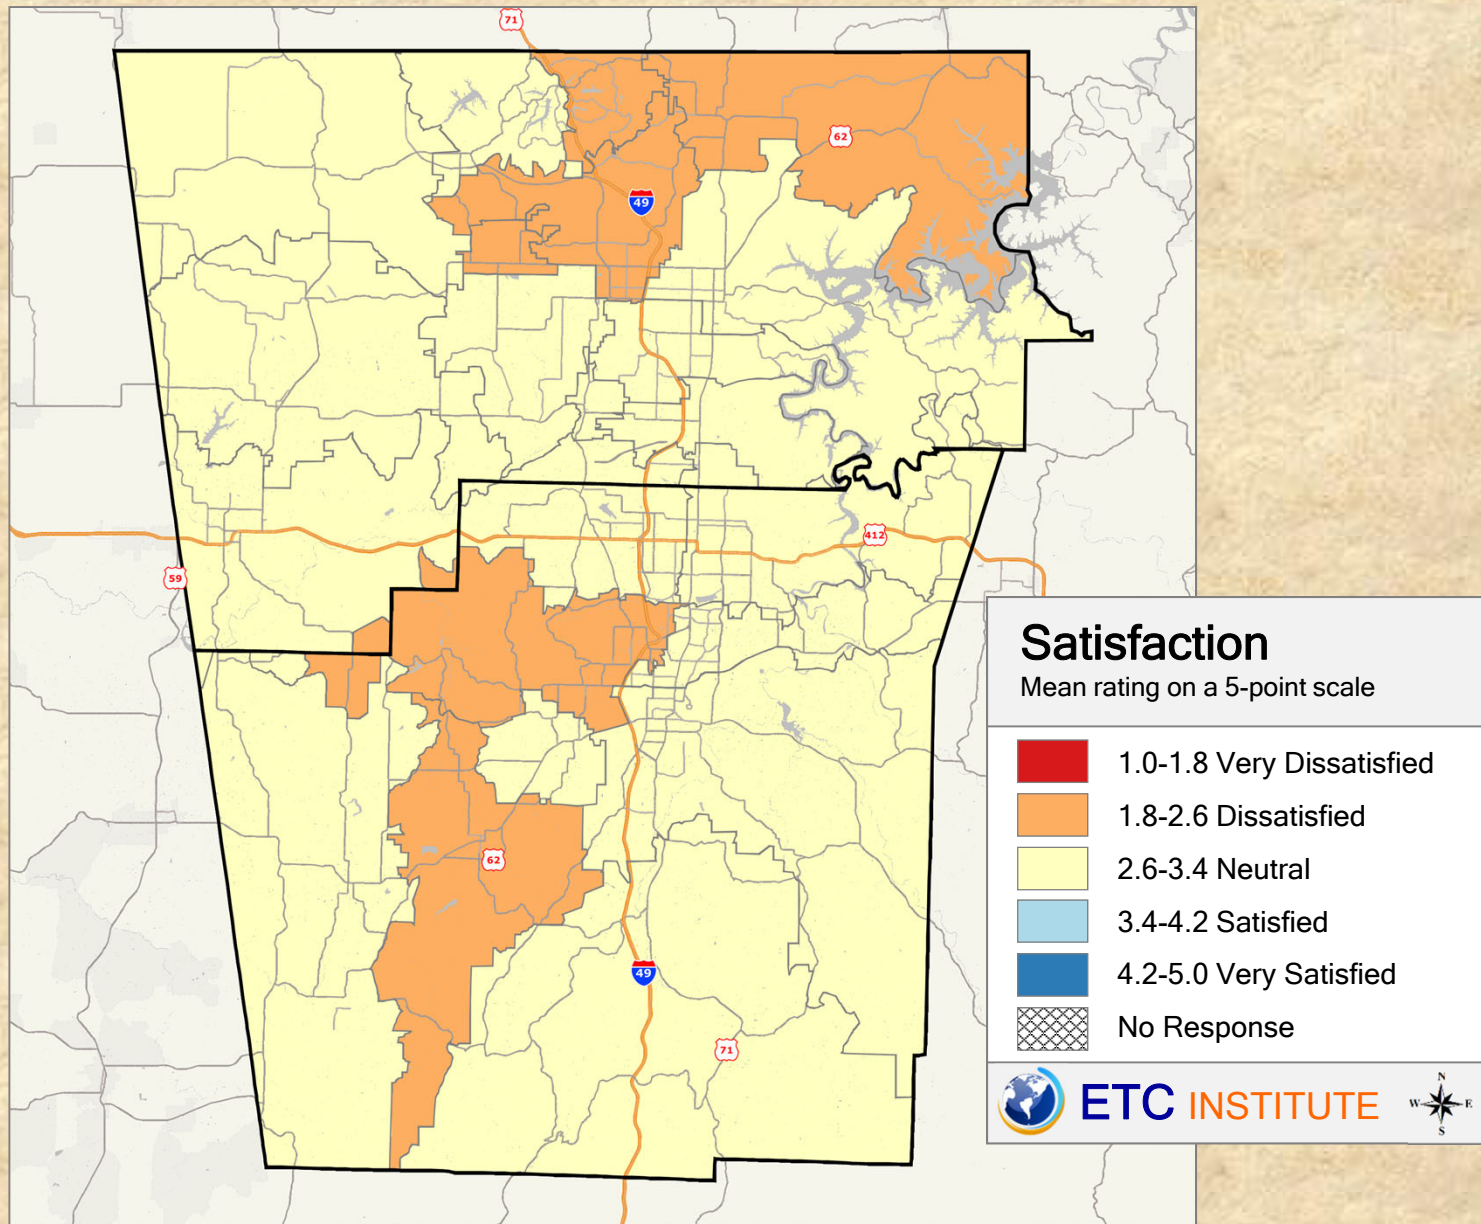 71
62
49
412
59
62
49
71
Satisfaction
Mean rating on a 5-point scale
1.0-1.8 Very Dissatisfied
1.8-2.6 Dissatisfied
2.6-3.4 Neutral
3.4-4.2 Satisfied
4.2-5.0 Very Satisfied
No Response
ETC INSTITUTE
N
W E
S